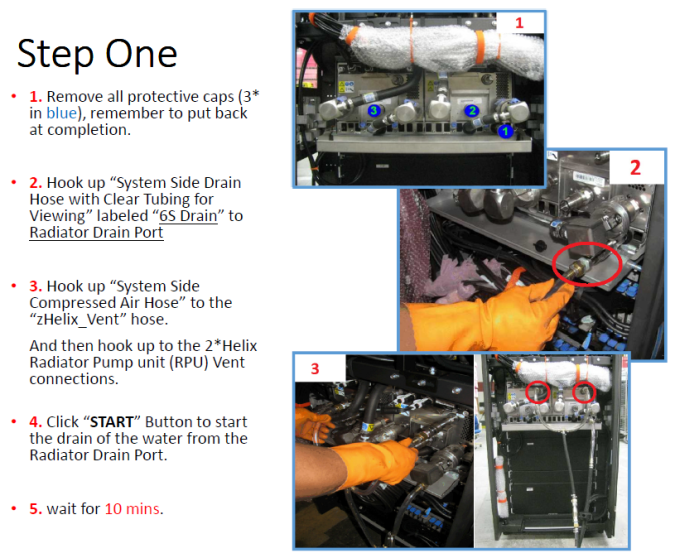 Step One
• 1. Remove all protective caps (3*
in blue), remember to put back
at completion.
• 2. Hook up “System Side Drain
Hose with Clear Tubing for
Viewing” labeled “6S Drain” to
Radiator Drain Port
• 3. Hook up “System Side
Compressed Air Hose” to the
“zHelix_Vent” hose.
And then hook up to the 2*Helix
Radiator Pump unit (RPU) Vent
connections.
• 4. Click “START” Button to start
the drain of the water from the
Radiator Drain Port.
• 5. wait for 10 mins.
1
3
2
1
2
3